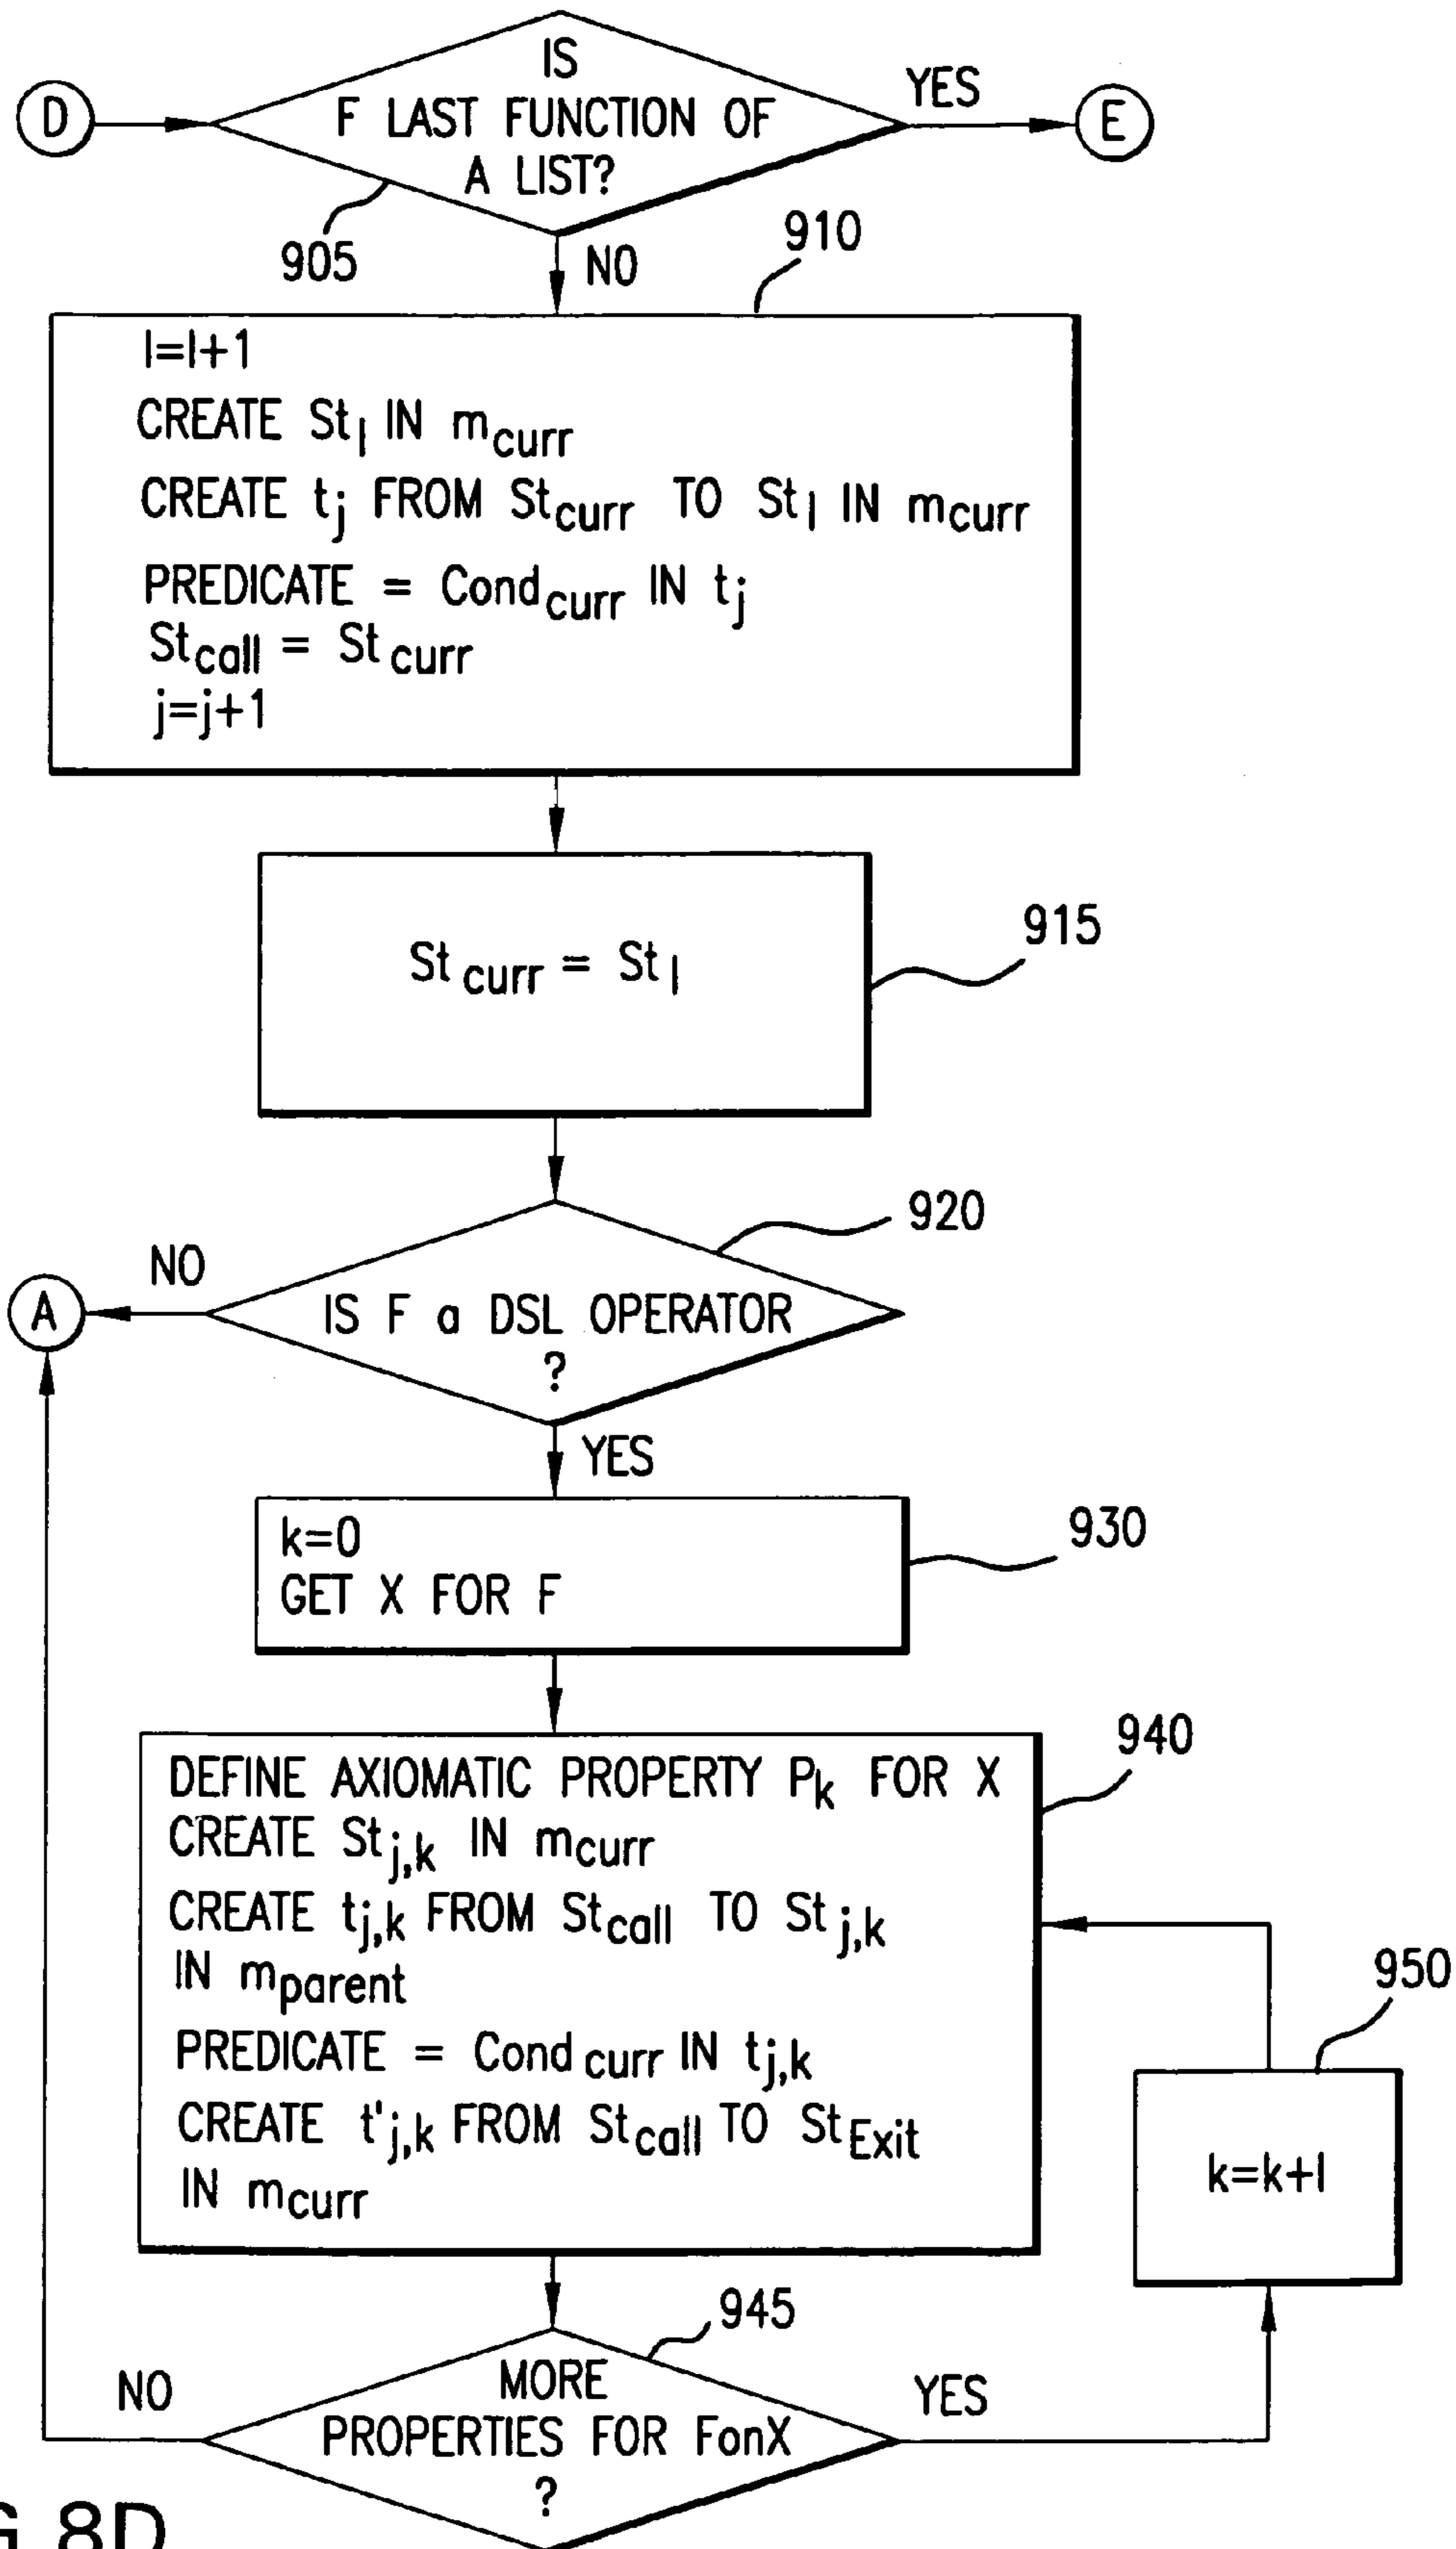 IS
D
F LAST FUNCTION OF
A LIST?
YES
E
905
NO
910
l=l+1
CREATE St_l IN m_curr
CREATE t_j FROM St_curr TO St_l IN m_curr
PREDICATE = Cond_curr IN t_j
St_call = St_curr
j=j+1
St_curr = St_l
915
920
NO
A
IS F a DSL OPERATOR
?
YES
k=0
GET X FOR F
930
940
DEFINE AXIOMATIC PROPERTY P_k FOR X
CREATE St_j,k IN m_curr
CREATE t_j,k FROM St_call TO St_j,k
IN m_parent
PREDICATE = Cond_curr IN t_j,k
CREATE t'_j,k FROM St_call TO St_Exit
IN m_curr
950
k=k+l
945
NO
MORE
PROPERTIES FOR FonX
?
YES
8D